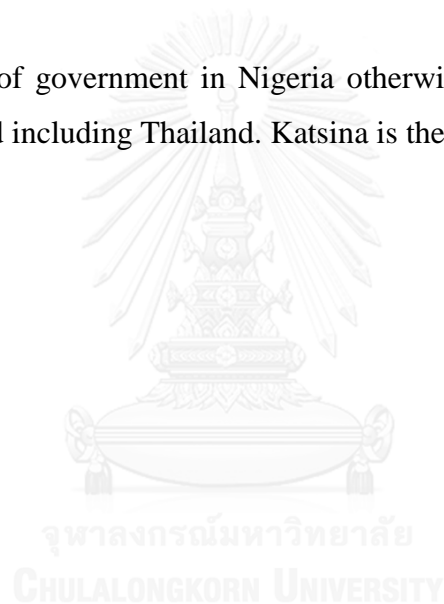 of government in Nigeria otherwi
d including Thailand. Katsina is the
จุฬาลงกรณ์มหาวิทยาลัย
CHULALONGKORN UNIVERSITY